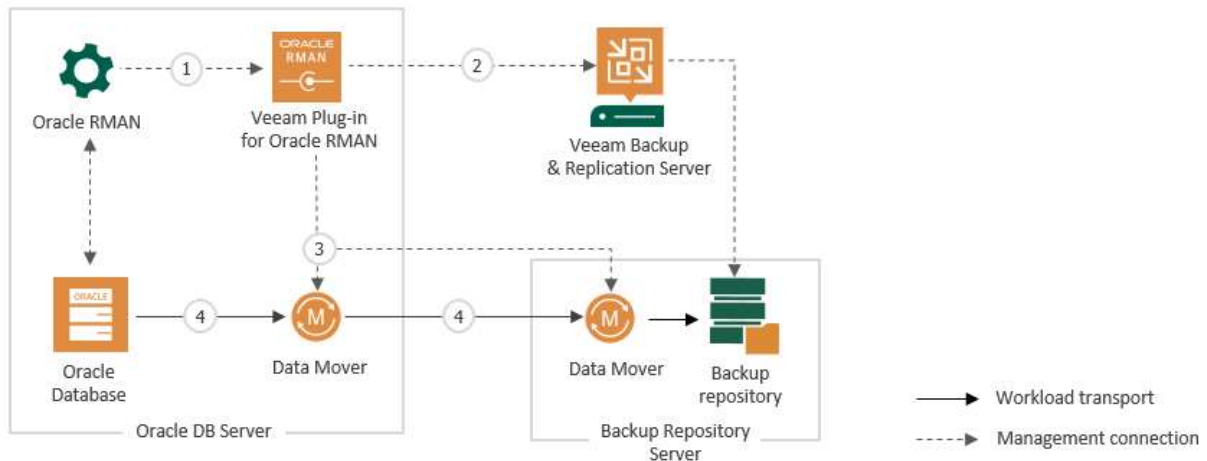 ORACLE
RMAN
1
2
Oracle RMAN
Veeam Plug-in
for Oracle RMAN
Veeam Backup
& Replication Server
3
ORACLE
4
M
4
M
Oracle
Database
Data Mover
Data Mover
Backup
repository
Oracle DB Server
Backup Repository
Server
Workload transport
Management connection